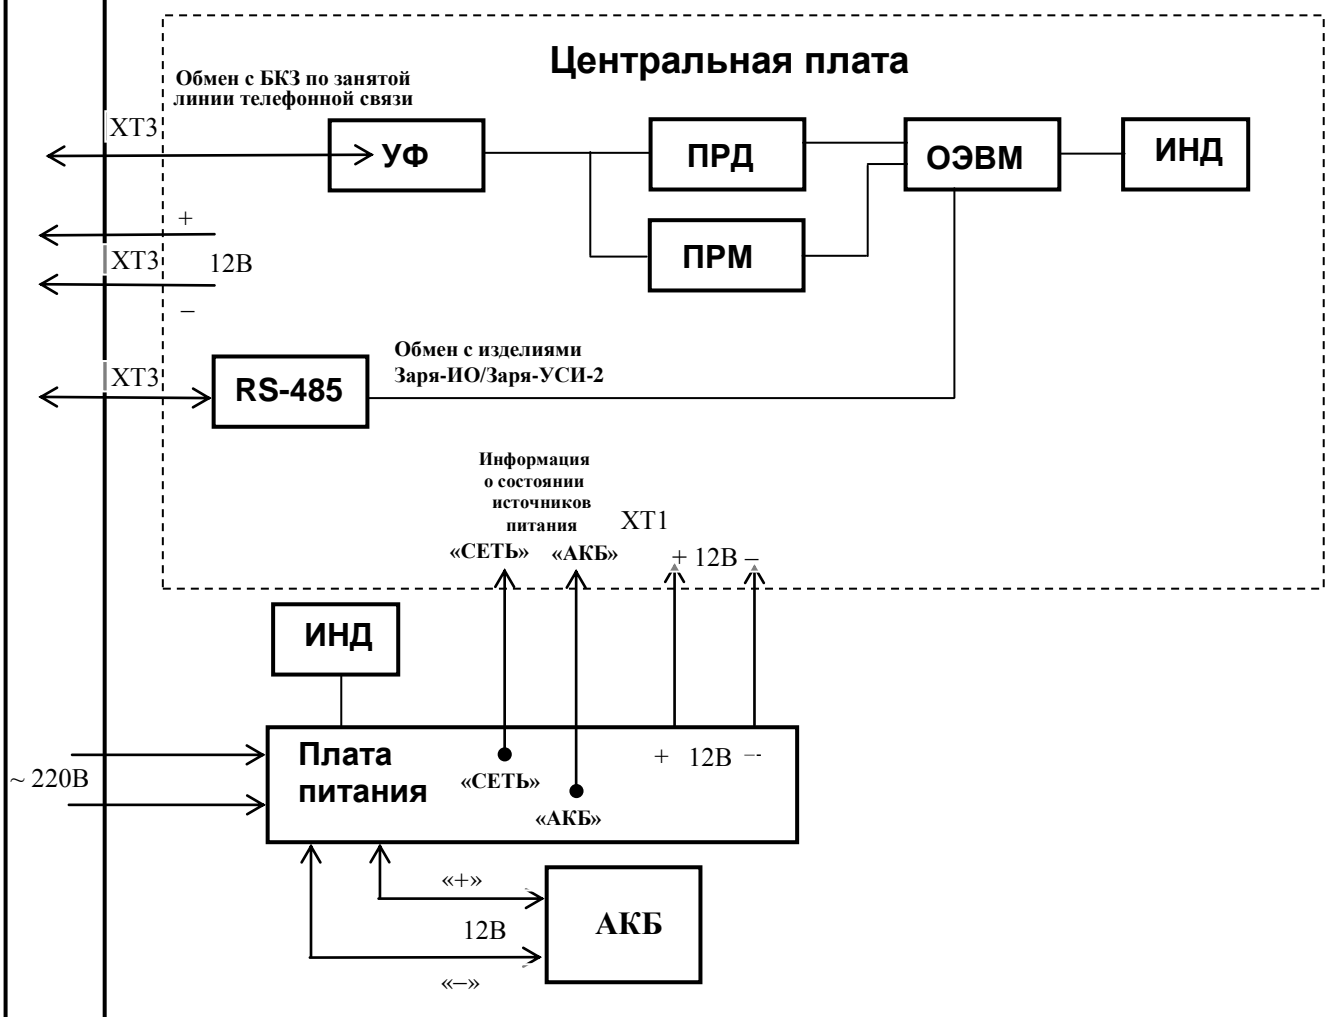 Центральная плата
Обмен с БКЗ по занятой
линии телефонной связи
ХТ3
УФ
ПРД
ОЭВМ
ИНД
ПРМ
+
ХТ3
12В
–
ХТ3
RS-485
Обмен с изделиями
Заря-ИО/Заря-УСИ-2
Информация
о состоянии
источников
питания
ХТ1
«СЕТЬ» «АКБ»
+ 12В –
ИНД
Плата
питания
«СЕТЬ»
«АКБ»
+ 12В --
~ 220В
«+»
12В
«–»
АКБ